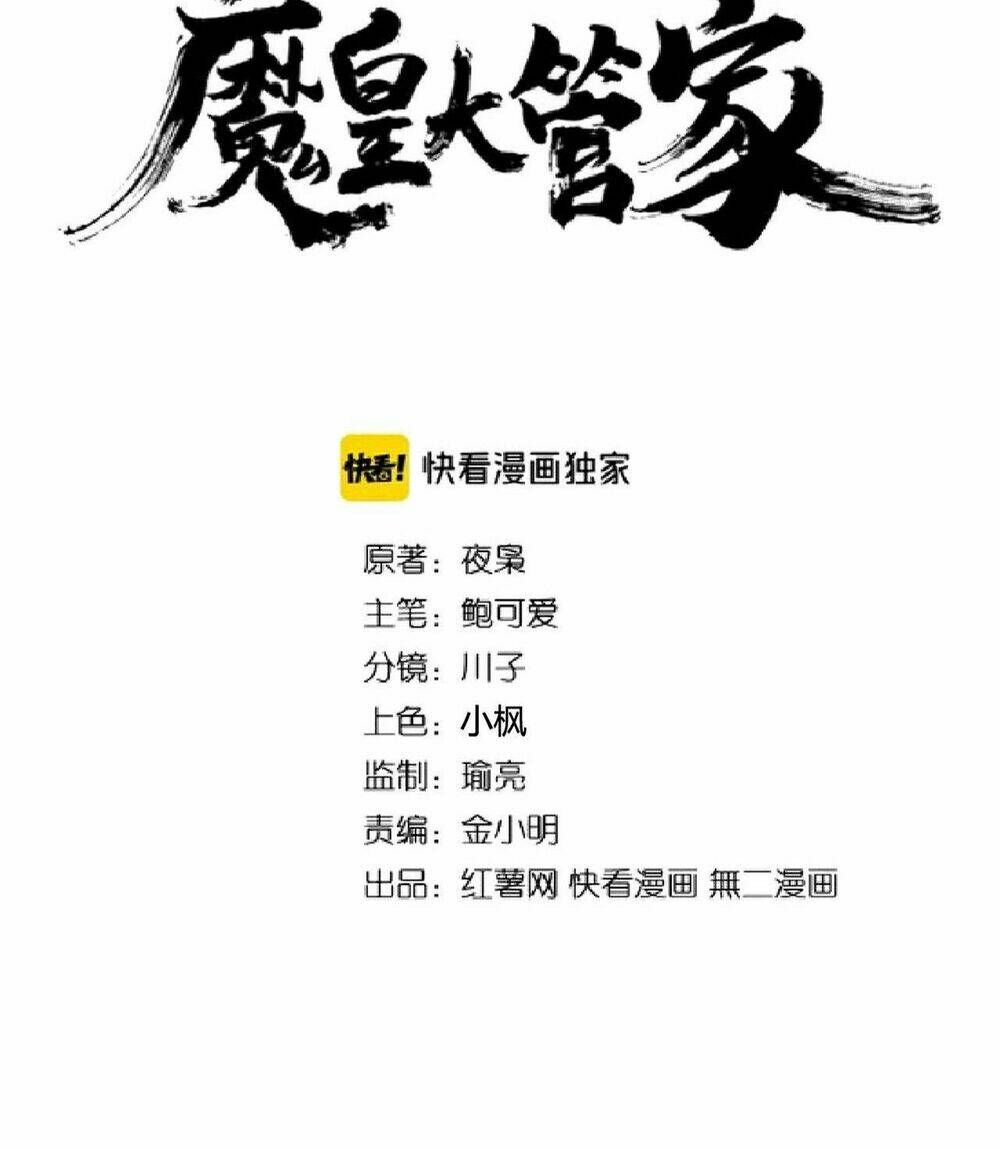 魔皇大管家
快看! 快看漫画独家
原著：夜枭
主笔：鲍可爱
分镜：川子
上色：小枫
监制：瑜亮
责编：金小明
出品：红薯网 快看漫画 無二漫画